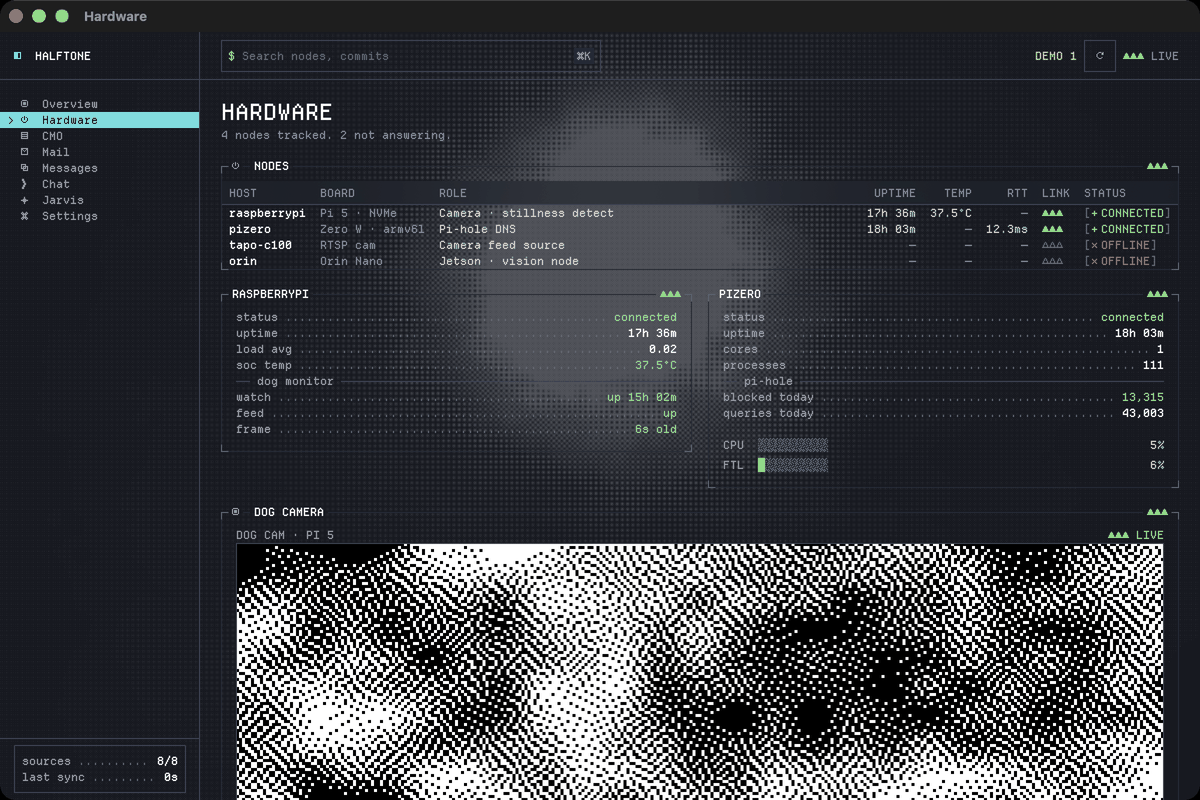 Hardware
HALFTONE
$ Search nodes, commits ⌘K
DEMO 1
LIVE
Overview
Hardware
CMO
Mail
Messages
Chat
Jarvis
Settings
HARDWARE
4 nodes tracked. 2 not answering.
NODES
HOST BOARD ROLE UPTIME TEMP RTT LINK STATUS
raspberrypi Pi 5 · NVMe Camera · stillness detect 17h 36m 37.5°C — [+ CONNECTED]
pizero Zero W · armv6l Pi-hole DNS 18h 03m — 12.3ms [+ CONNECTED]
tapo-c100 RTSP cam Camera feed source — — — [× OFFLINE]
orin Orin Nano Jetson · vision node — — — [× OFFLINE]
RASPBERRYPI
status connected
uptime 17h 36m
load avg 0.02
soc temp 37.5°C
dog monitor
watch up 15h 02m
feed up
frame 6s old
PIZERO
status connected
uptime 18h 03m
cores 1
processes 111
pi-hole
blocked today 13,315
queries today 43,003
CPU 5%
FTL 6%
DOG CAMERA
DOG CAM · PI 5 LIVE
sources 8/8
last sync 0s